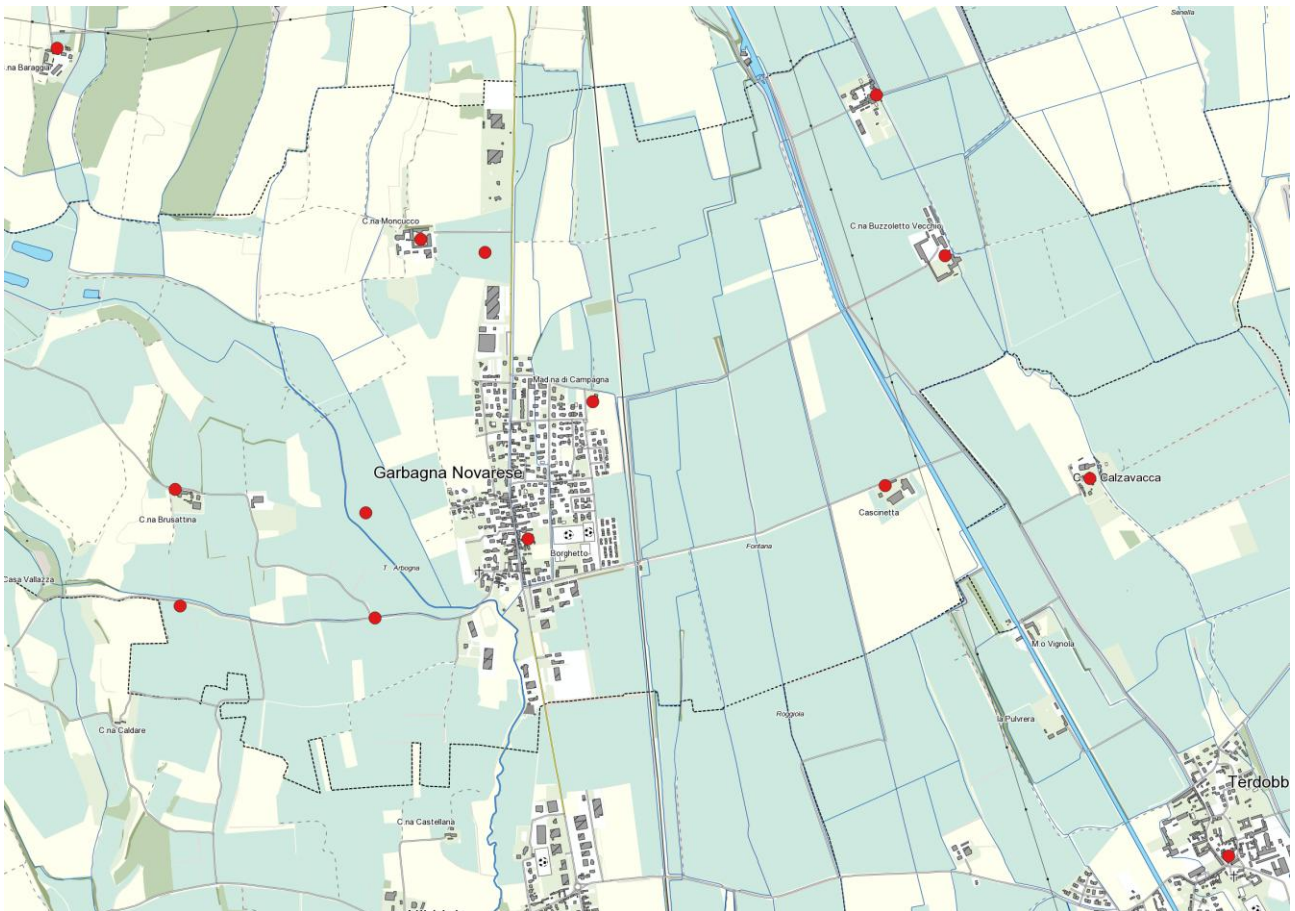 Sanella
C.na Baraggia
C.na Moncucco
C.na Buzzoletto Vecchio
Mad.na di Campagna
Garbagna Novarese
Calzavacca
Cascinetta
C.na Brusattina
Borghetto
Fontana
T. Arbogna
Casa Vallazza
M.o Vignola
Roggiola
la Pulvrera
C.na Caldare
Terdobb
C.na Castellana